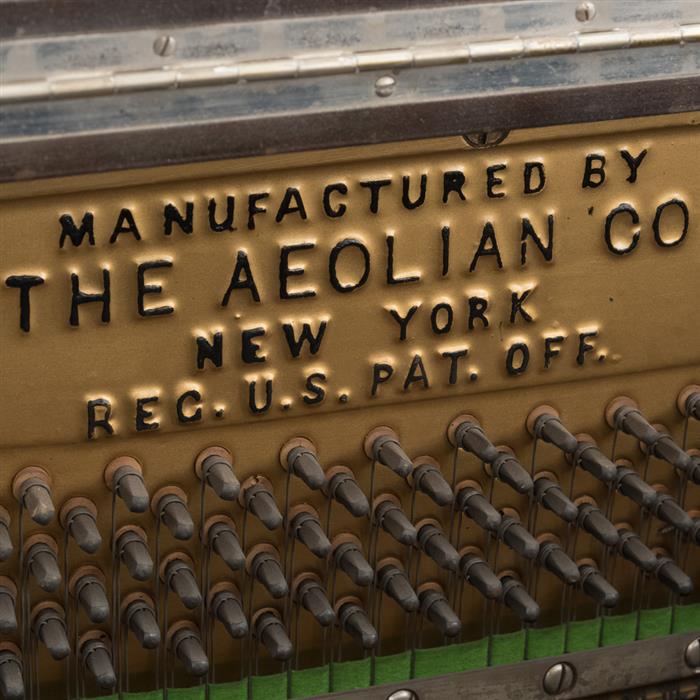 MANUFACTURED BY
THE AEOLIAN CO
NEW YORK
REG. U.S. PAT. OFF.